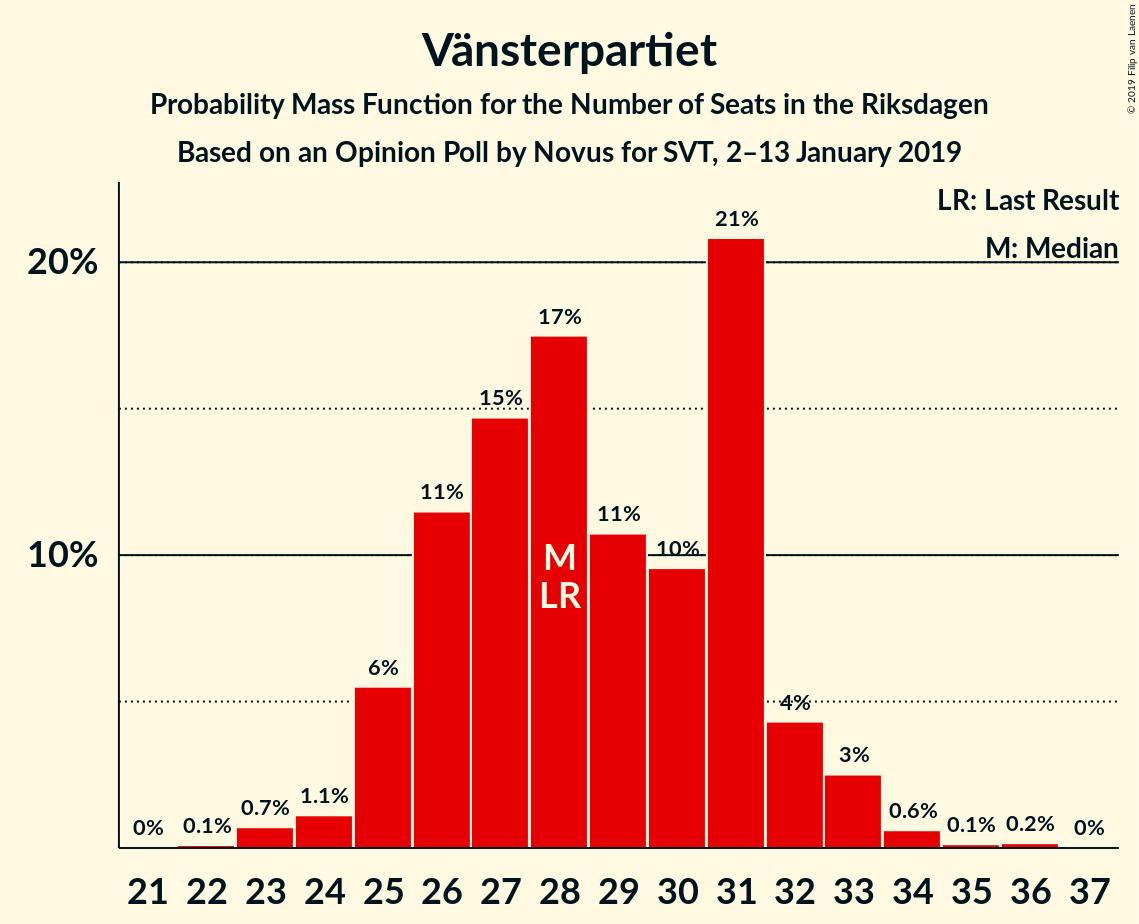 Vänsterpartiet
Probability Mass Function for the Number of Seats in the Riksdagen
Based on an Opinion Poll by Novus for SVT, 2–13 January 2019
© 2019 Filip van Laenen
LR: Last Result
M: Median
20%
10%
0%
0.1%
0.7%
1.1%
6%
11%
15%
17%
11%
10%
21%
4%
3%
0.6%
0.1%
0.2%
0%
M
LR
21 22 23 24 25 26 27 28 29 30 31 32 33 34 35 36 37